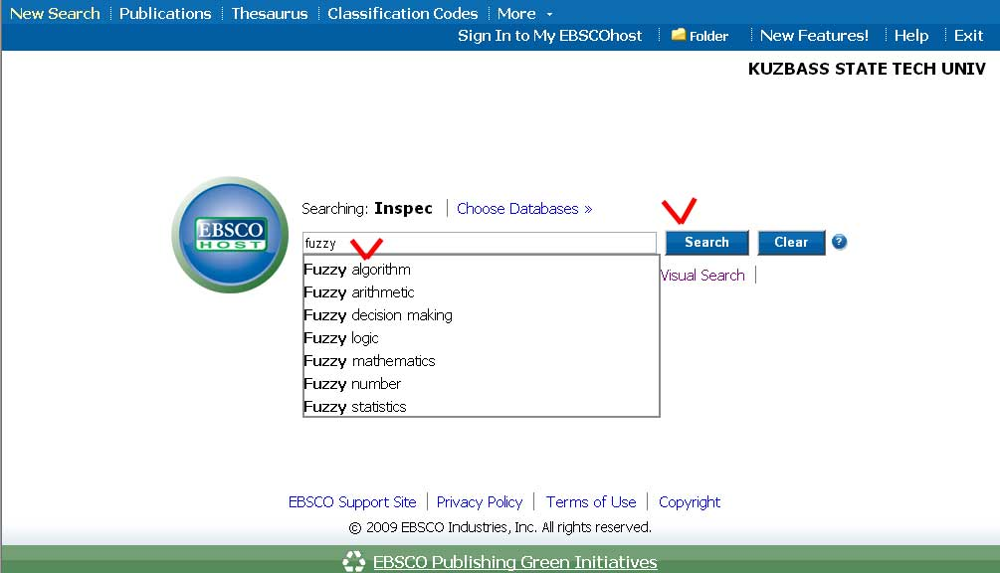 New Search Publications Thesaurus Classification Codes More
Sign In to My EBSCOhost Folder New Features! Help Exit
KUZBASS STATE TECH UNIV
EBSCO
HOST
Searching: Inspec Choose Databases »
fuzzy Search Clear ?
Fuzzy algorithm
Visual Search
Fuzzy arithmetic
Fuzzy decision making
Fuzzy logic
Fuzzy mathematics
Fuzzy number
Fuzzy statistics
EBSCO Support Site Privacy Policy Terms of Use Copyright
© 2009 EBSCO Industries, Inc. All rights reserved.
EBSCO Publishing Green Initiatives